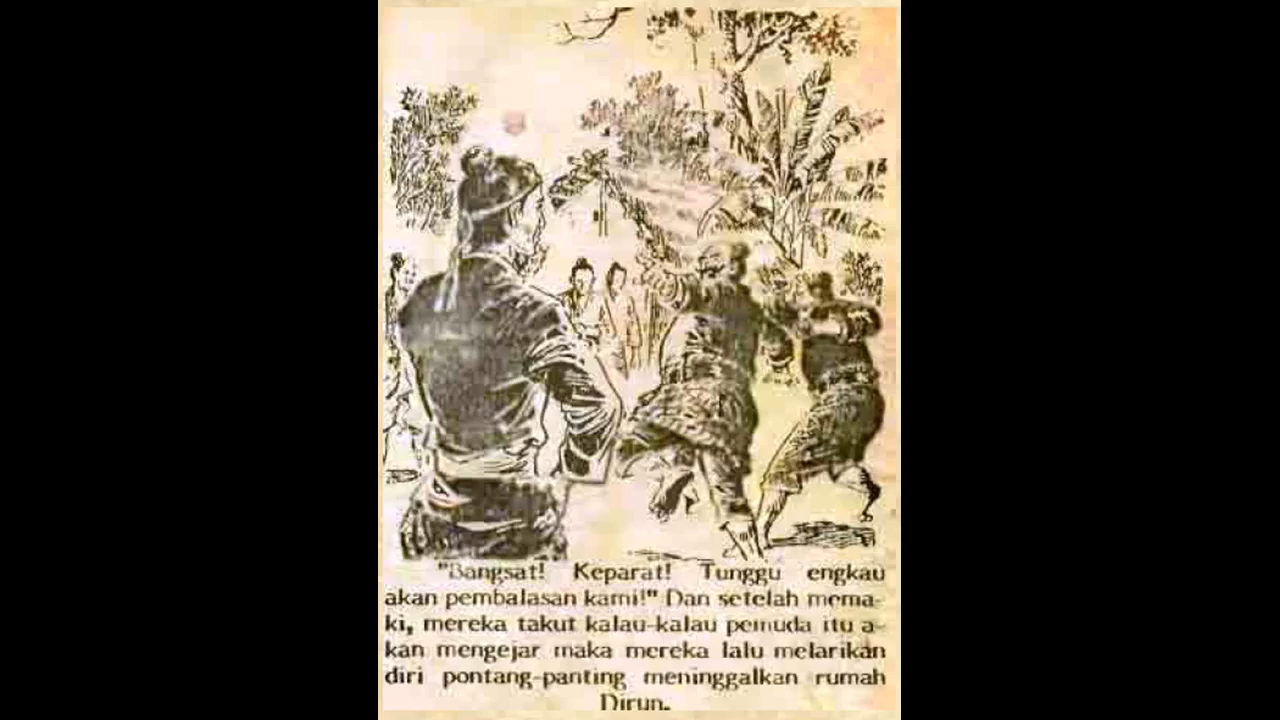 "Bangsat! Keparat! Tunggu engkau
akan pembalasan kami!" Dan setelah mema-
ki, mereka takut kalau-kalau pemuda itu a-
kan mengejar maka mereka lalu melarikan
diri pontang-panting meninggalkan rumah
Dirun.